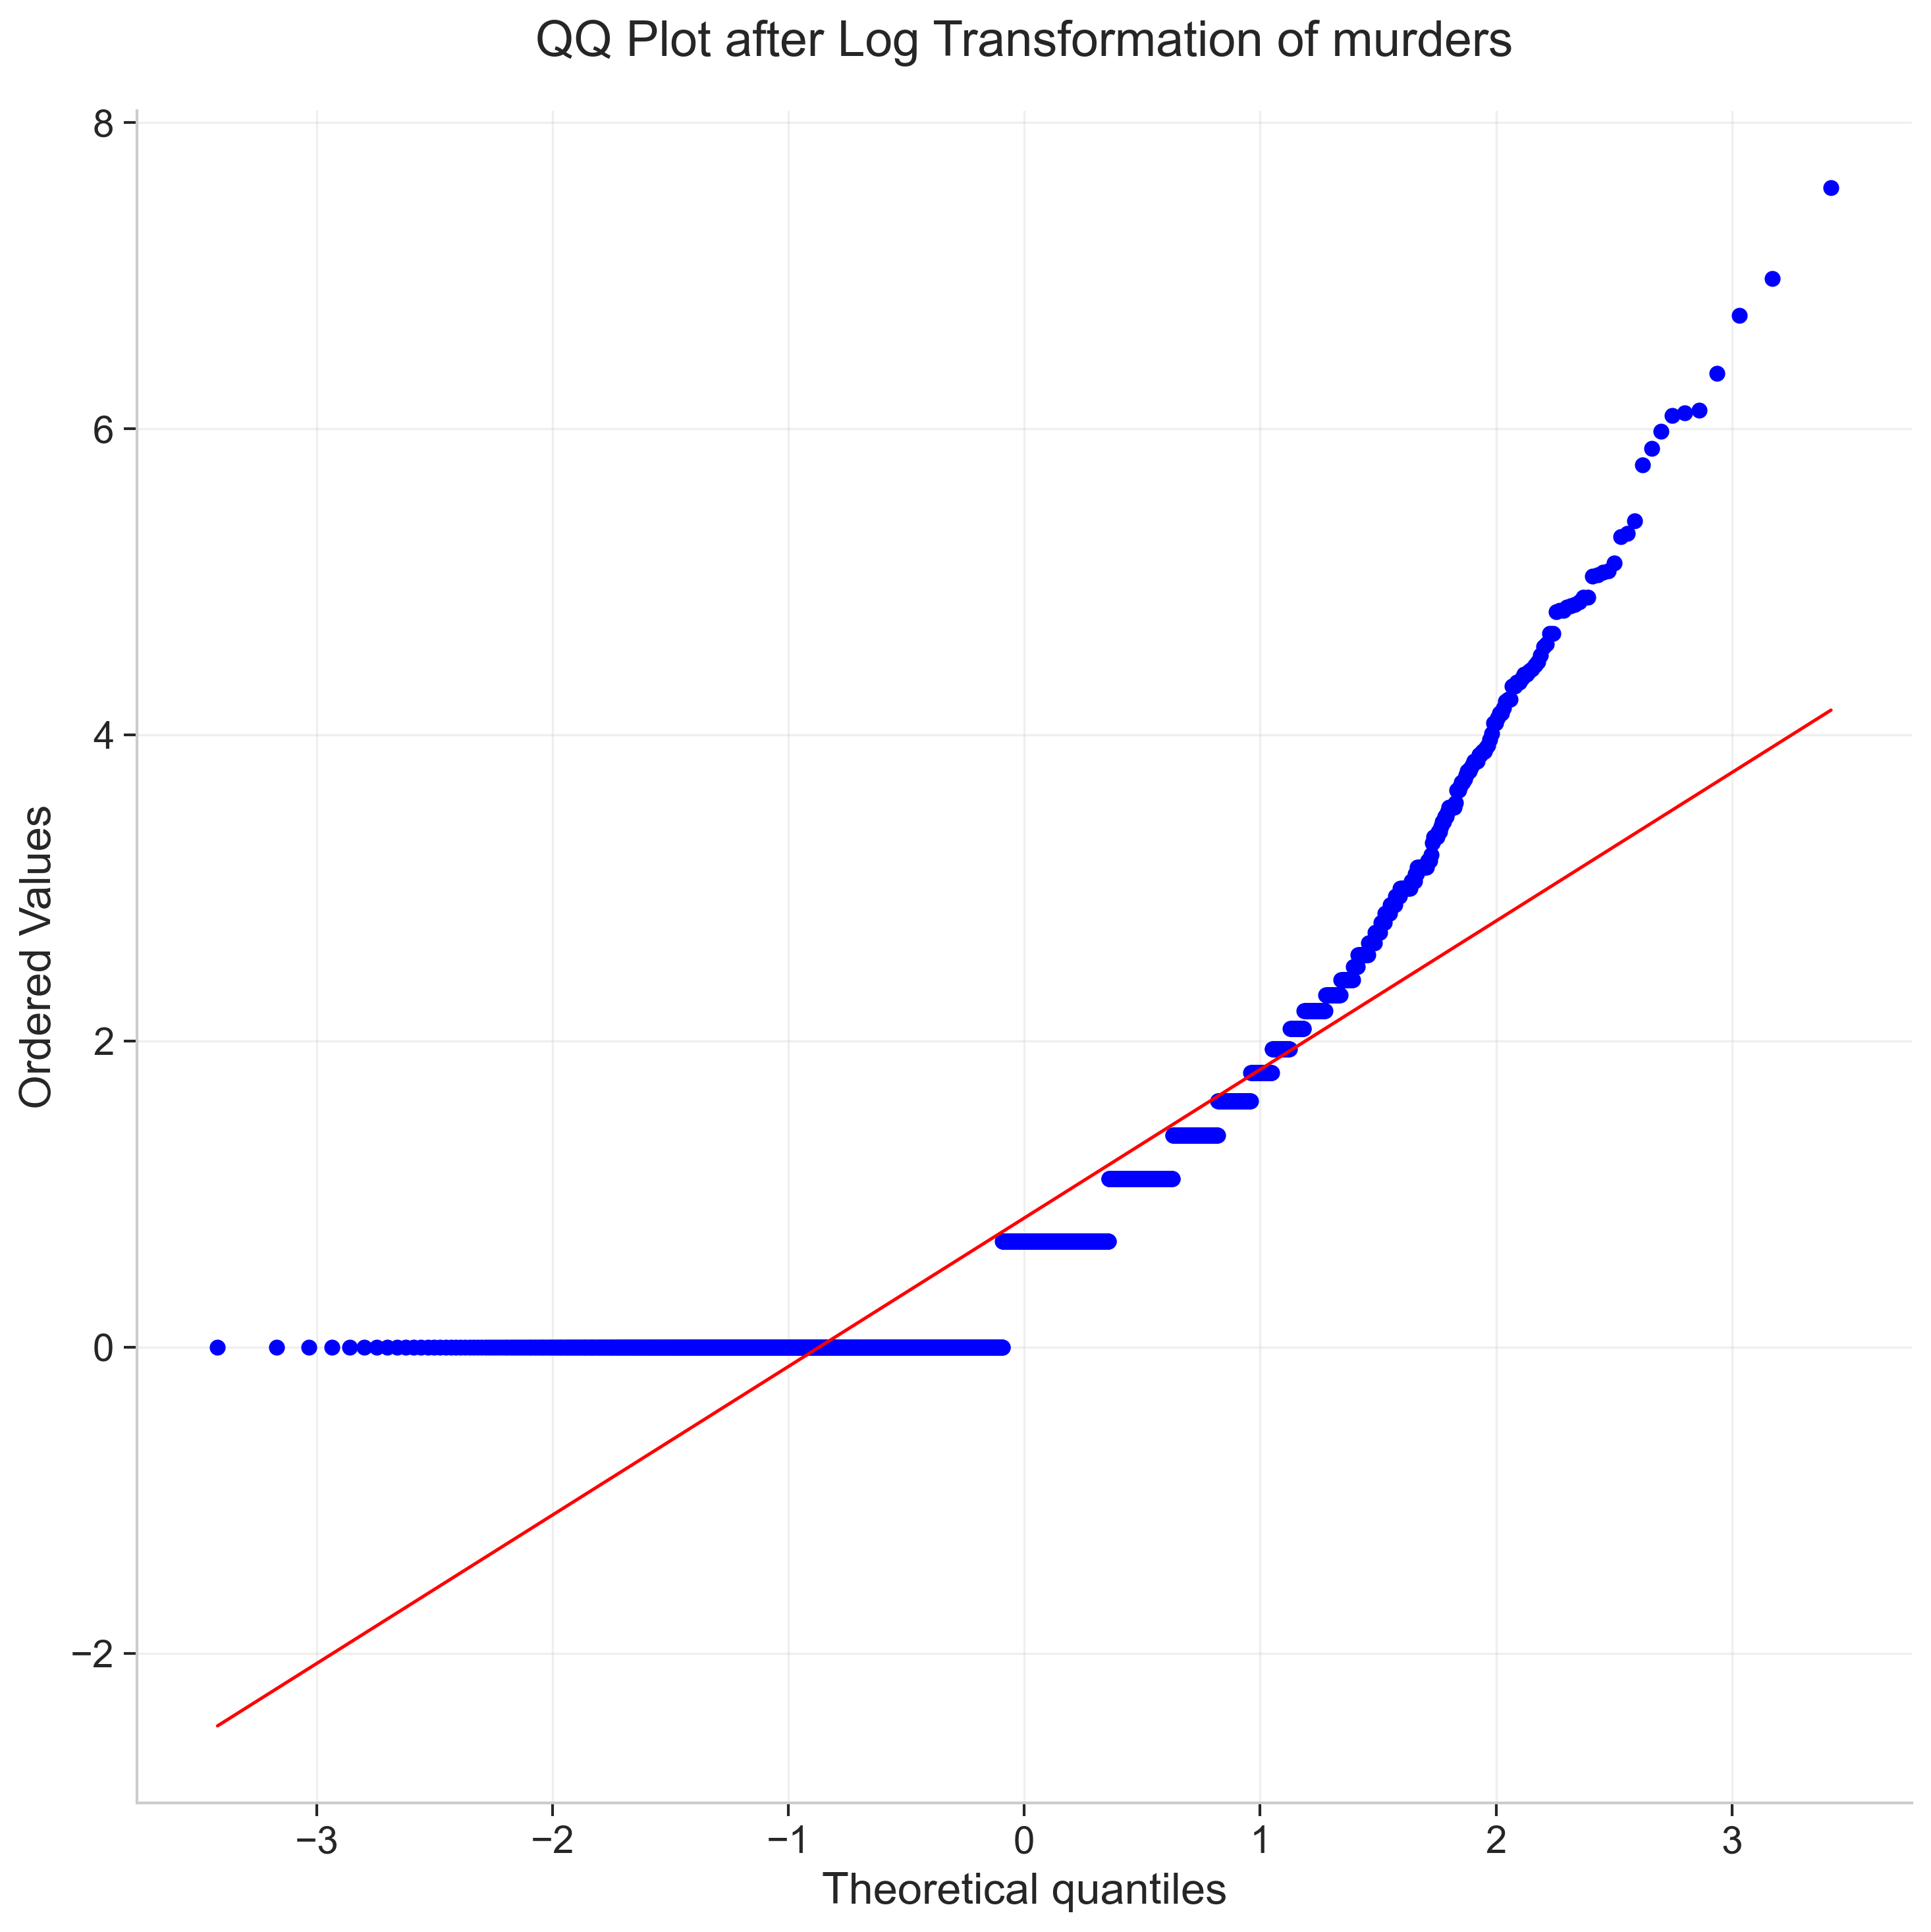 QQ Plot after Log Transformation of murders
8
6
4
2
0
−2
Ordered Values
−3 −2 −1 0 1 2 3
Theoretical quantiles